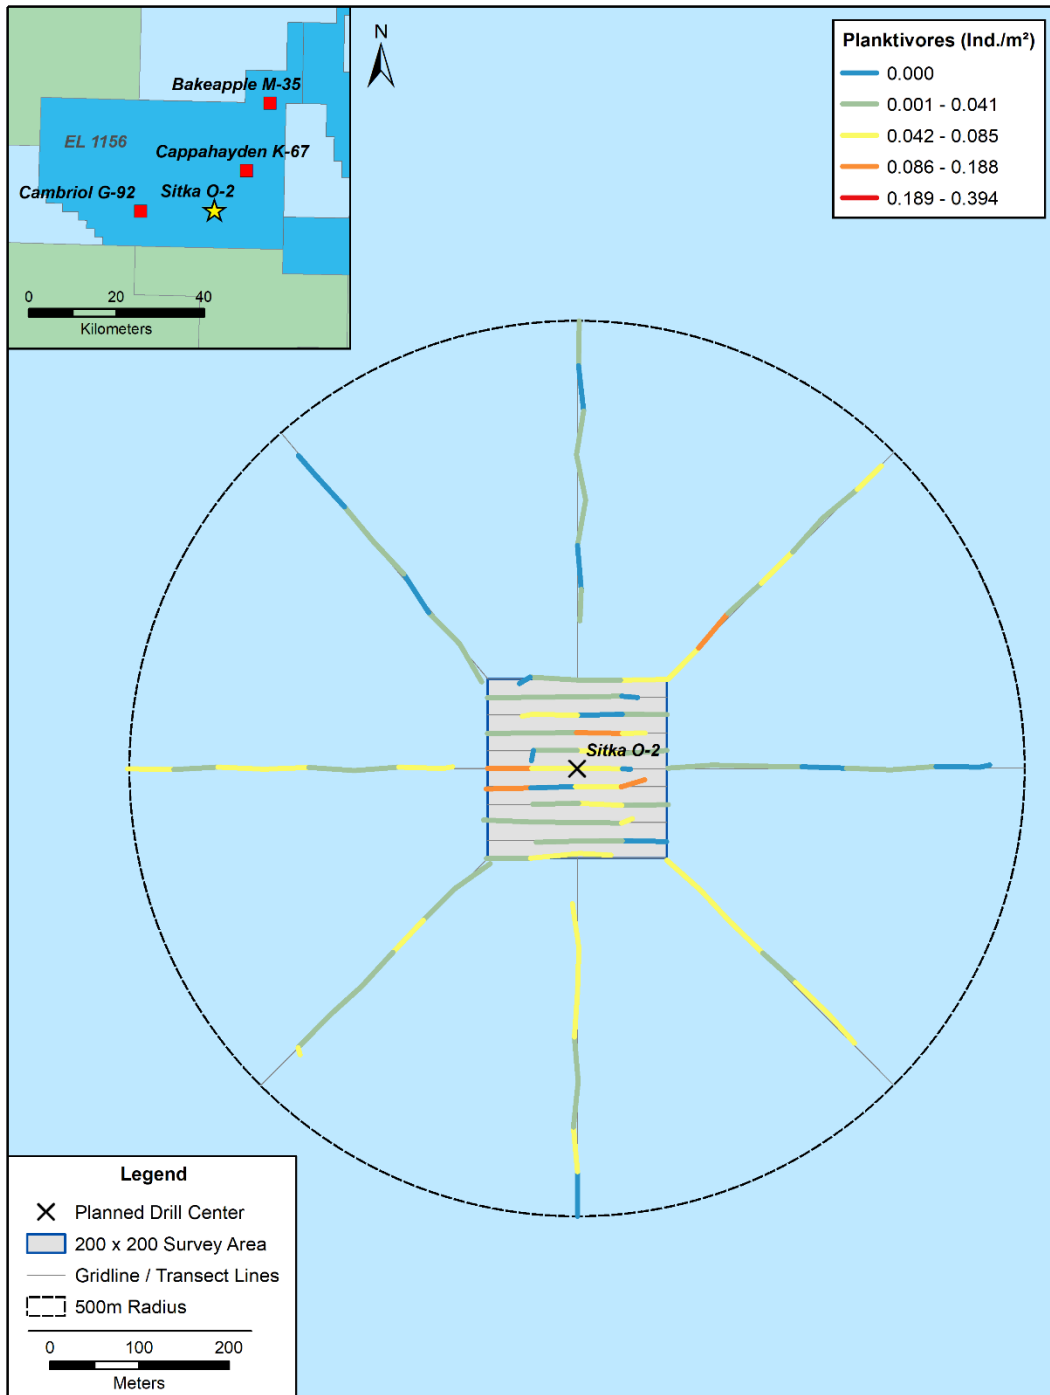 N
Bakeapple M-35
EL 1156
Cappahayden K-67
Cambriol G-92
Sitka O-2
0 20 40
Kilometers
Planktivores (Ind./m²)
0.000
0.001 - 0.041
0.042 - 0.085
0.086 - 0.188
0.189 - 0.394
Sitka O-2
Legend
Planned Drill Center
200 x 200 Survey Area
Gridline / Transect Lines
500m Radius
0 100 200
Meters